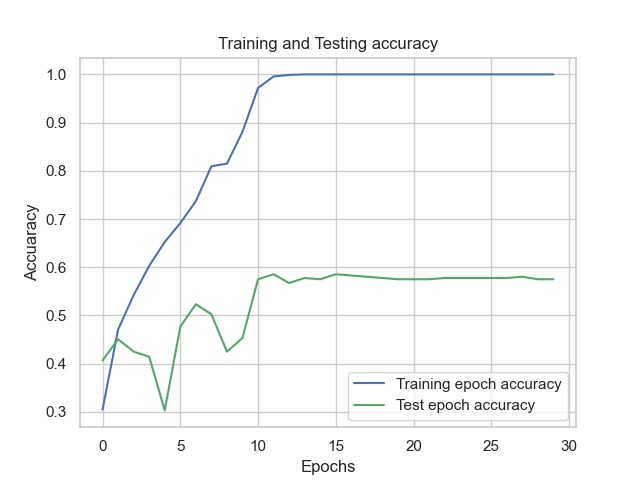 Training and Testing accuracy
Accuaracy
1.0
0.9
0.8
0.7
0.6
0.5
0.4
0.3
Training epoch accuracy
Test epoch accuracy
0 5 10 15 20 25 30
Epochs